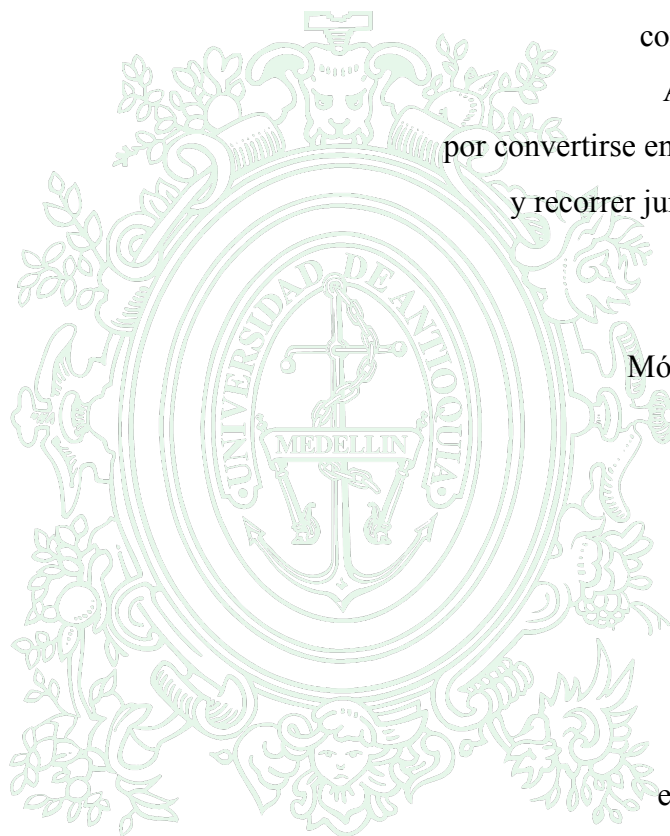 co
A
por convertirse en
y recorrer ju
UNIVERSIDAD DE ANTIOQUIA
Mó
MEDELLIN
e